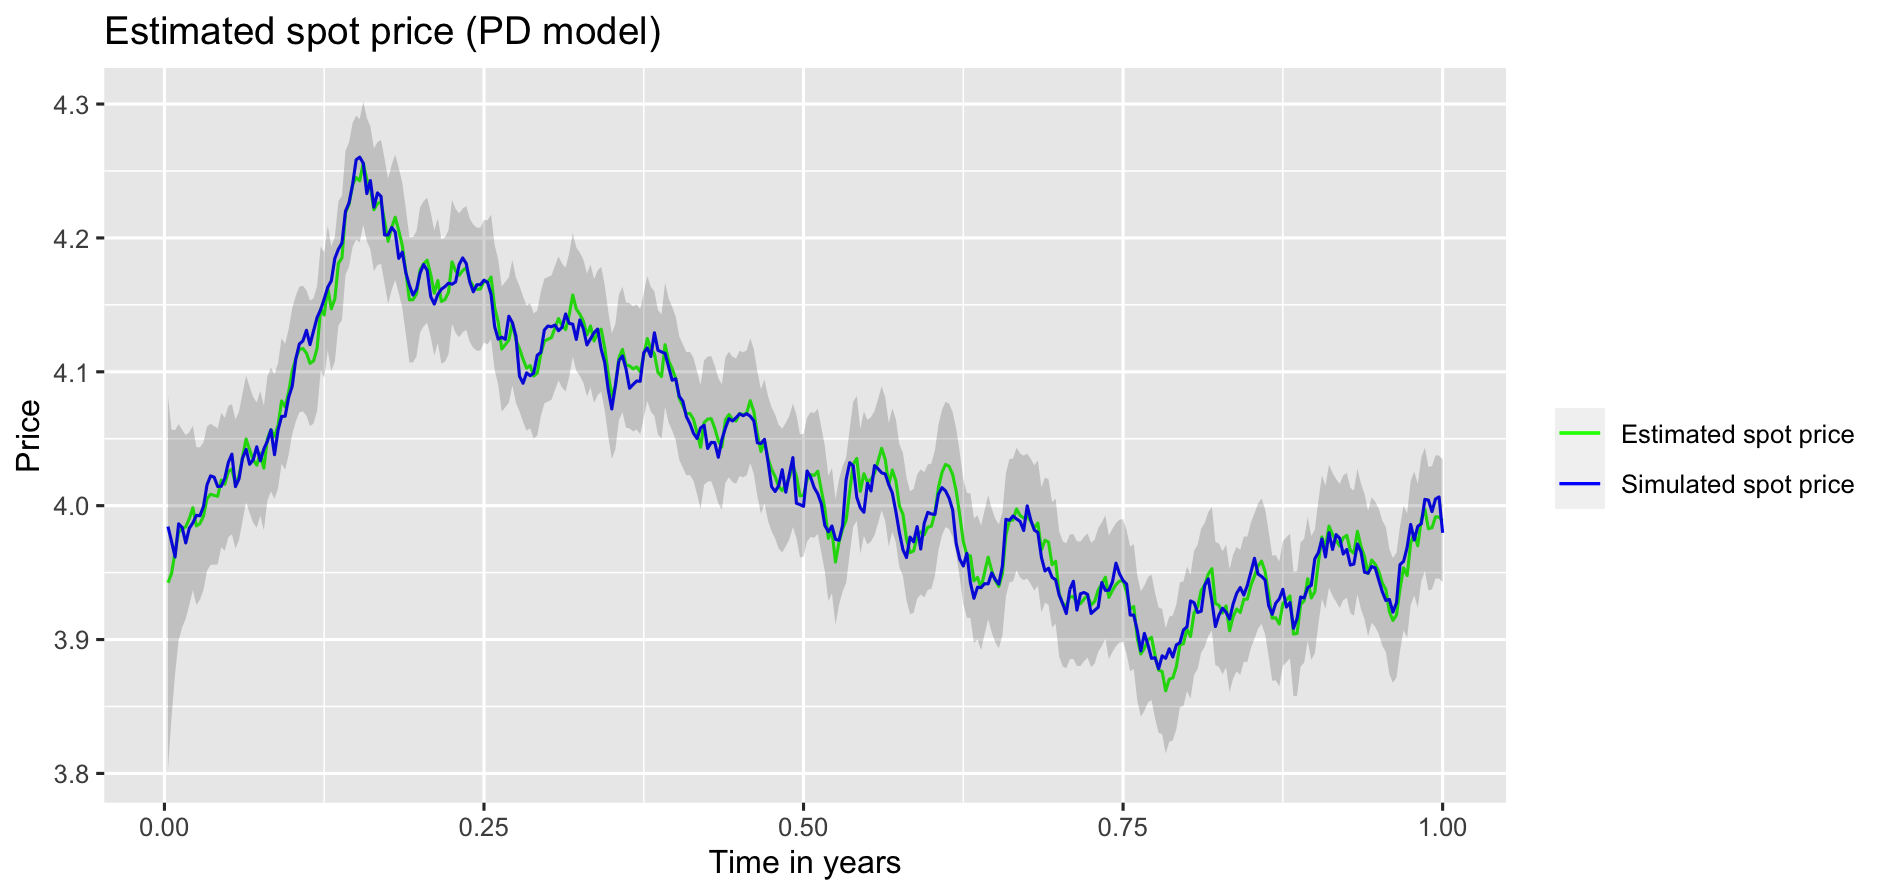 Estimated spot price (PD model)
4.3
4.2
4.1
4.0
3.9
3.8
Price
0.00
0.25
0.50
0.75
1.00
Time in years
Estimated spot price
Simulated spot price